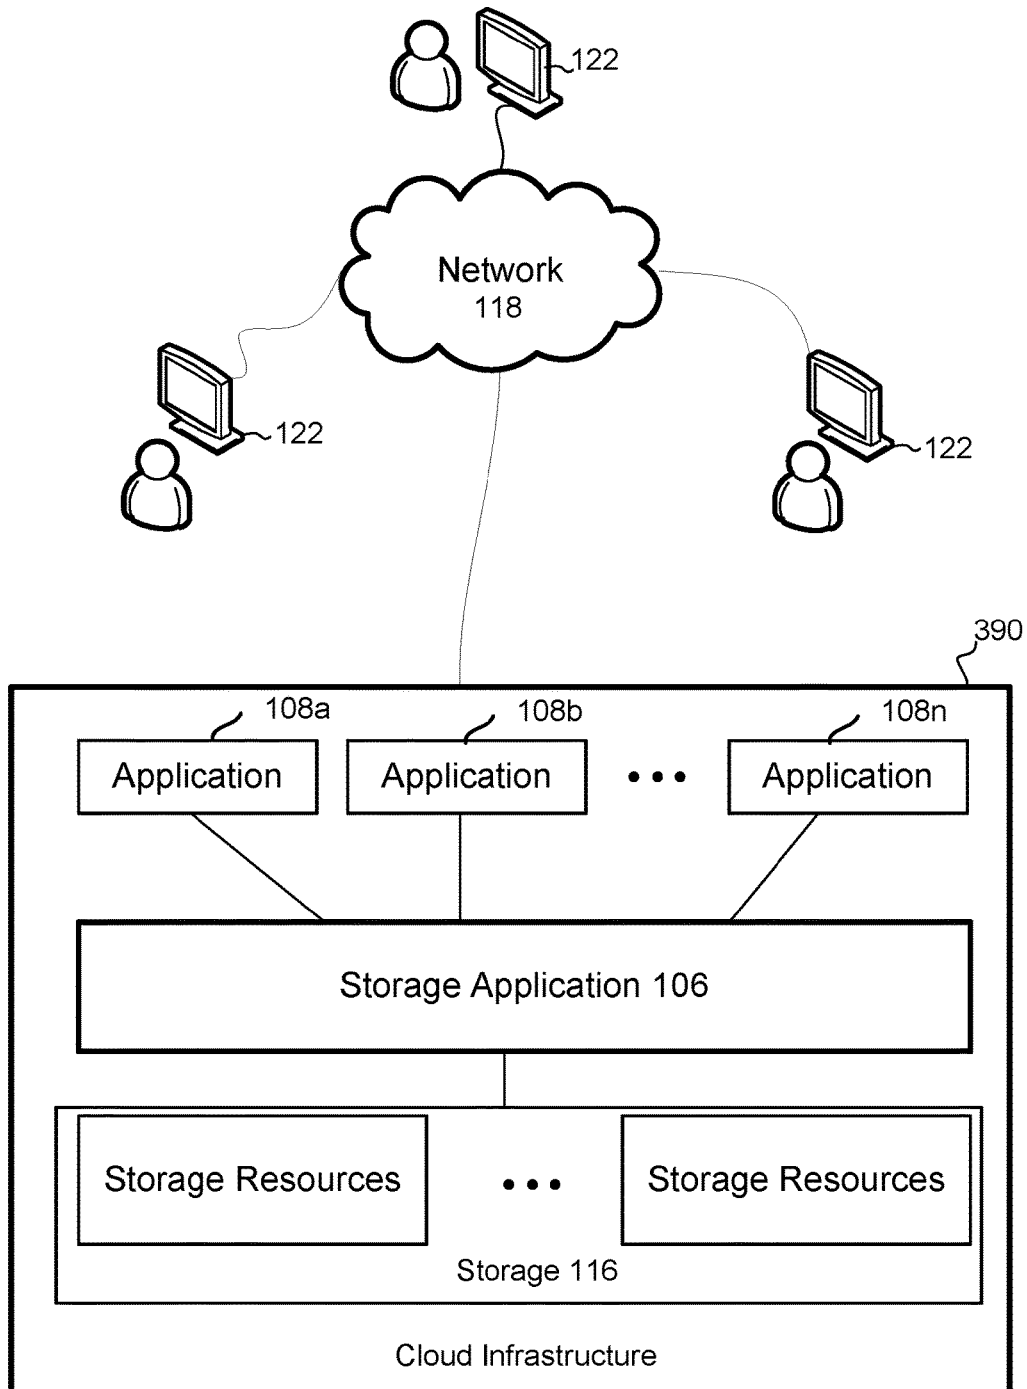 122
Network
118
122
122
390
108a
108b
108n
Application
Application
Application
Storage Application 106
Storage Resources
Storage Resources
Storage 116
Cloud Infrastructure